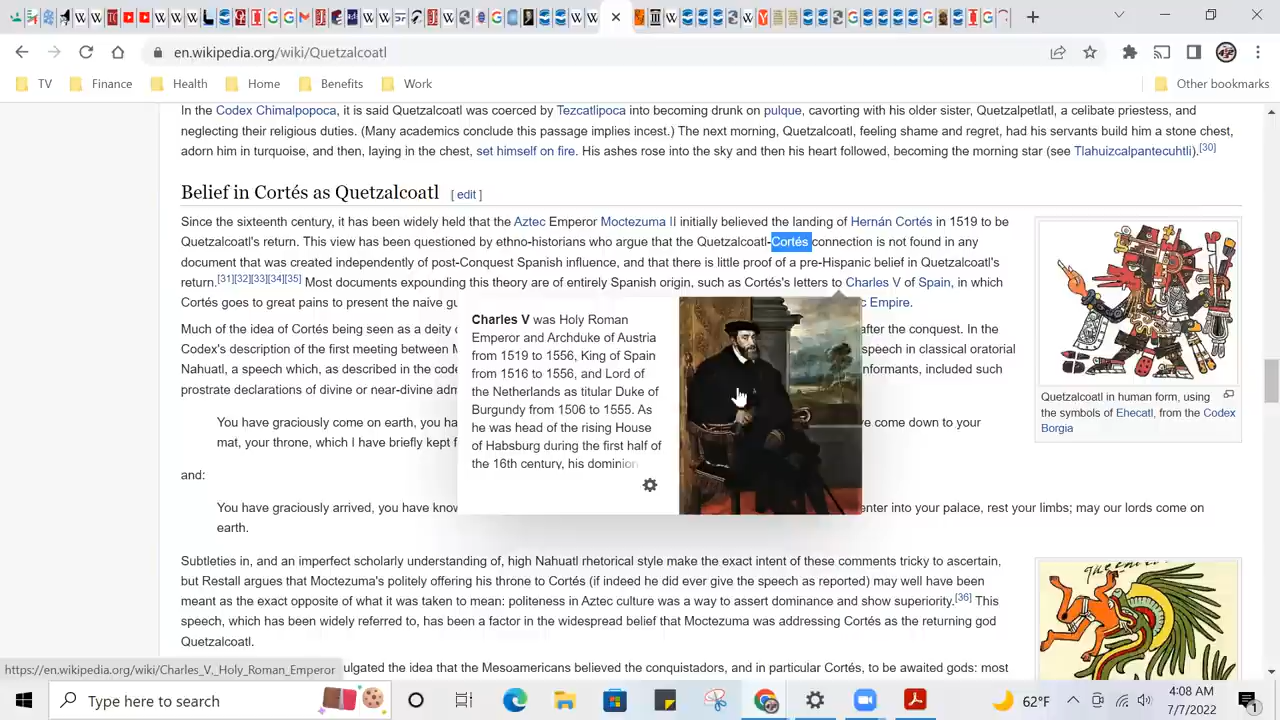 en.wikipedia.org/wiki/Quetzalcoatl
TV Finance Health Home Benefits Work Other bookmarks
In the Codex Chimalpopoca, it is said Quetzalcoatl was coerced by Tezcatlipoca into becoming drunk on pulque, cavorting with his older sister, Quetzalpetlatl, a celibate priestess, and
neglecting their religious duties. (Many academics conclude this passage implies incest.) The next morning, Quetzalcoatl, feeling shame and regret, had his servants build him a stone chest,
adorn him in turquoise, and then, laying in the chest, set himself on fire. His ashes rose into the sky and then his heart followed, becoming the morning star (see Tlahuizcalpantecuhtli).[30]
Belief in Cortés as Quetzalcoatl [ edit ]
Since the sixteenth century, it has been widely held that the Aztec Emperor Moctezuma II initially believed the landing of Hernán Cortés in 1519 to be
Quetzalcoatl's return. This view has been questioned by ethno-historians who argue that the Quetzalcoatl-Cortés connection is not found in any
document that was created independently of post-Conquest Spanish influence, and that there is little proof of a pre-Hispanic belief in Quetzalcoatl's
return.[31][32][33][34][35] Most documents expounding this theory are of entirely Spanish origin, such as Cortés's letters to Charles V of Spain, in which
Cortés goes to great pains to present the naive gu c Empire.
Much of the idea of Cortés being seen as a deity c after the conquest. In the
Codex's description of the first meeting between M speech in classical oratorial
Nahuatl, a speech which, as described in the code nformants, included such
prostrate declarations of divine or near-divine adm
You have graciously come on earth, you ha e come down to your
mat, your throne, which I have briefly kept f
and:
You have graciously arrived, you have know enter into your palace, rest your limbs; may our lords come on
earth.
Subtleties in, and an imperfect scholarly understanding of, high Nahuatl rhetorical style make the exact intent of these comments tricky to ascertain,
but Restall argues that Moctezuma's politely offering his throne to Cortés (if indeed he did ever give the speech as reported) may well have been
meant as the exact opposite of what it was taken to mean: politeness in Aztec culture was a way to assert dominance and show superiority.[36] This
speech, which has been widely referred to, has been a factor in the widespread belief that Moctezuma was addressing Cortés as the returning god
Quetzalcoatl.
ulgated the idea that the Mesoamericans believed the conquistadors, and in particular Cortés, to be awaited gods: most
Charles V was Holy Roman
Emperor and Archduke of Austria
from 1519 to 1556, King of Spain
from 1516 to 1556, and Lord of
the Netherlands as titular Duke of
Burgundy from 1506 to 1555. As
he was head of the rising House
of Habsburg during the first half of
the 16th century, his dominion
Quetzalcoatl in human form, using
the symbols of Ehecatl, from the Codex
Borgia
https://en.wikipedia.org/wiki/Charles_V,_Holy_Roman_Emperor
Type here to search
62°F
4:08 AM
7/7/2022
1